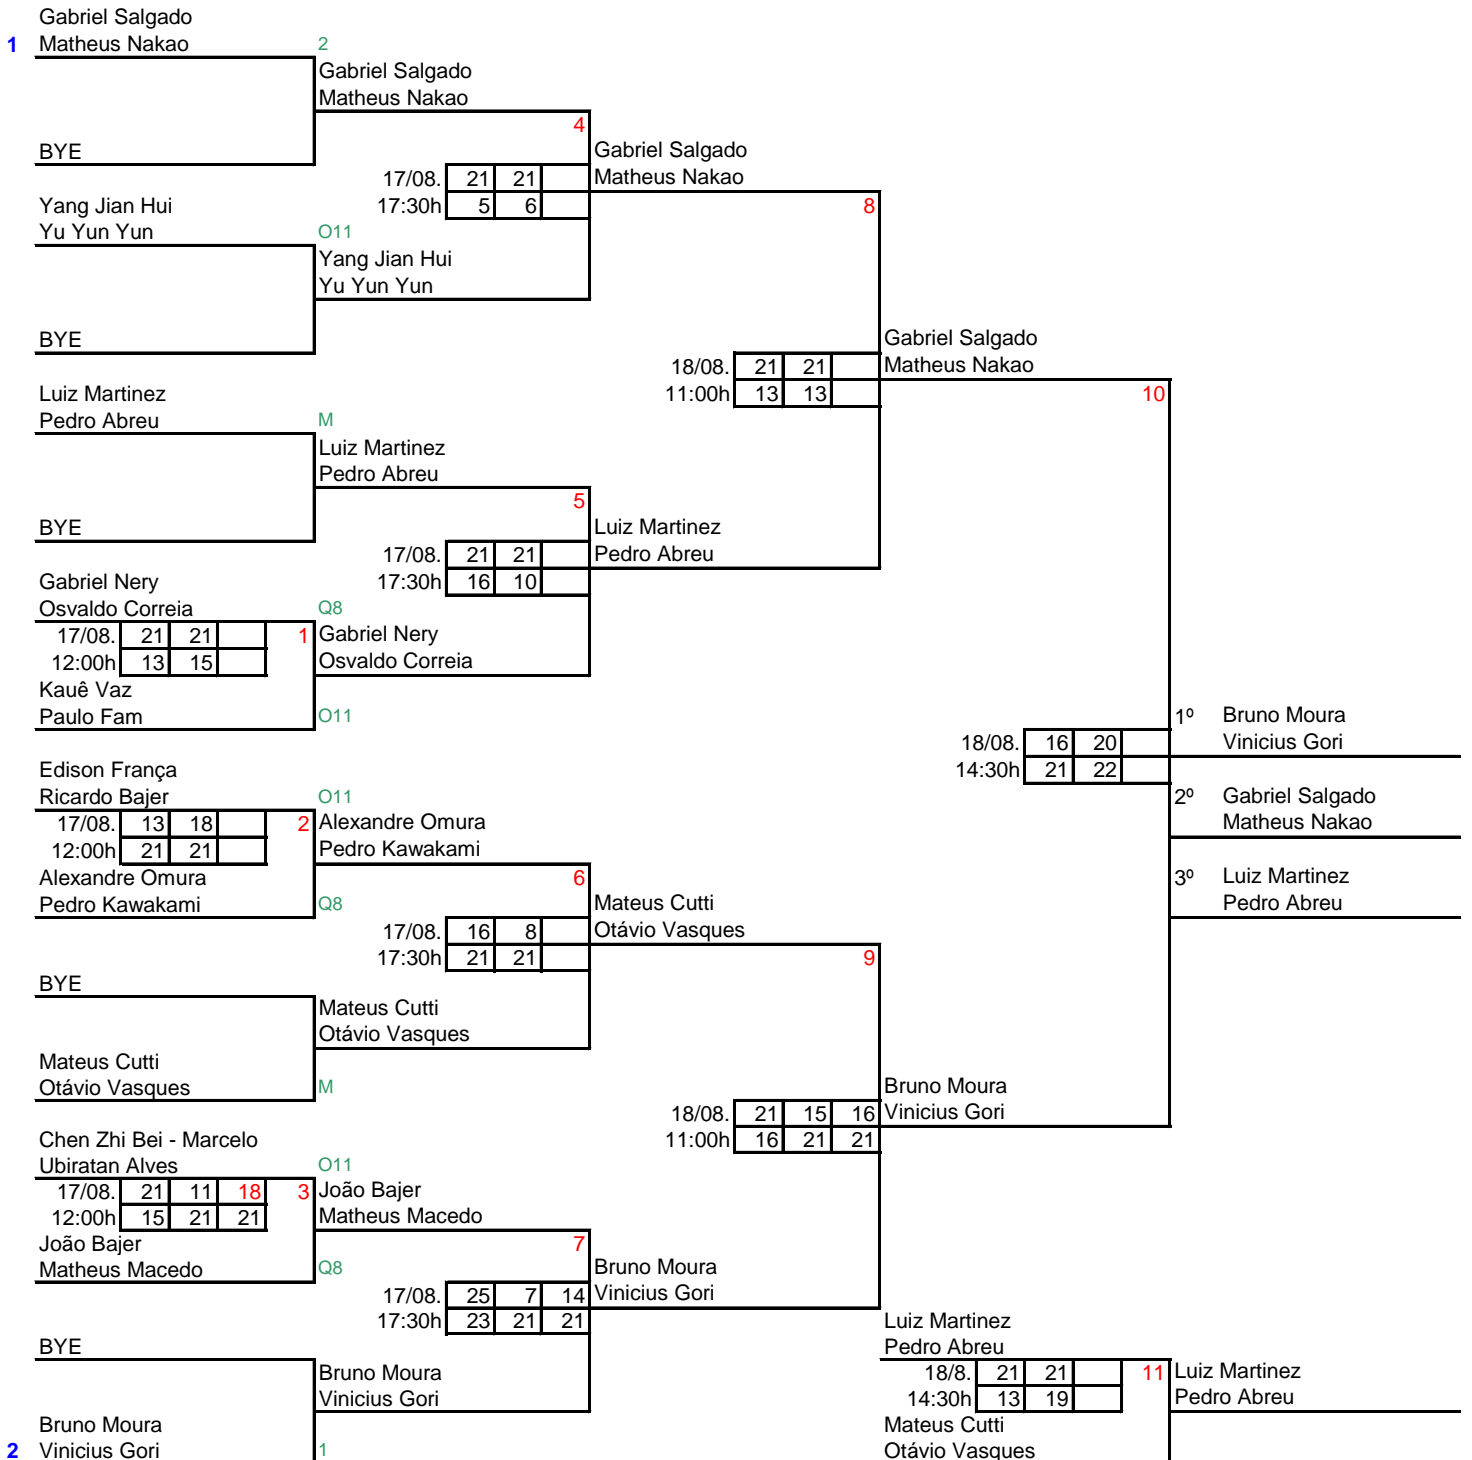 Gabriel Salgado
1 Matheus Nakao 2
Gabriel Salgado
Matheus Nakao
4
BYE
Gabriel Salgado
17/08. 21 21 Matheus Nakao
Yang Jian Hui
17:30h 5 6 8
Yu Yun Yun O11
Yang Jian Hui
Yu Yun Yun
BYE
Gabriel Salgado
18/08. 21 21 Matheus Nakao
Luiz Martinez
11:00h 13 13 10
Pedro Abreu M
Luiz Martinez
Pedro Abreu
5
BYE
Luiz Martinez
17/08. 21 21 Pedro Abreu
Gabriel Nery
17:30h 16 10
Osvaldo Correia Q8
17/08. 21 21 1 Gabriel Nery
12:00h 13 15 Osvaldo Correia
Kauê Vaz
Paulo Fam O11
1º Bruno Moura
18/08. 16 20 Vinicius Gori
Edison França
14:30h 21 22
Ricardo Bajer O11
2º Gabriel Salgado
17/08. 13 18 2 Alexandre Omura
Matheus Nakao
12:00h 21 21 Pedro Kawakami
Alexandre Omura
6
3º Luiz Martinez
Pedro Kawakami Q8
Mateus Cutti
Pedro Abreu
17/08. 16 8 Otávio Vasques
17:30h 21 21 9
BYE
Mateus Cutti
Otávio Vasques
Mateus Cutti
Otávio Vasques M
Bruno Moura
18/08. 21 15 16 Vinicius Gori
Chen Zhi Bei - Marcelo
11:00h 16 21 21
Ubiratan Alves O11
17/08. 21 11 18 3 João Bajer
12:00h 15 21 21 Matheus Macedo
João Bajer
7
Matheus Macedo Q8
Bruno Moura
17/08. 25 7 14 Vinicius Gori
17:30h 23 21 21
Luiz Martinez
BYE
Pedro Abreu
Bruno Moura
18/8. 21 21 11 Luiz Martinez
Vinicius Gori
14:30h 13 19 Pedro Abreu
Bruno Moura
Mateus Cutti
2 Vinicius Gori 1
Otávio Vasques